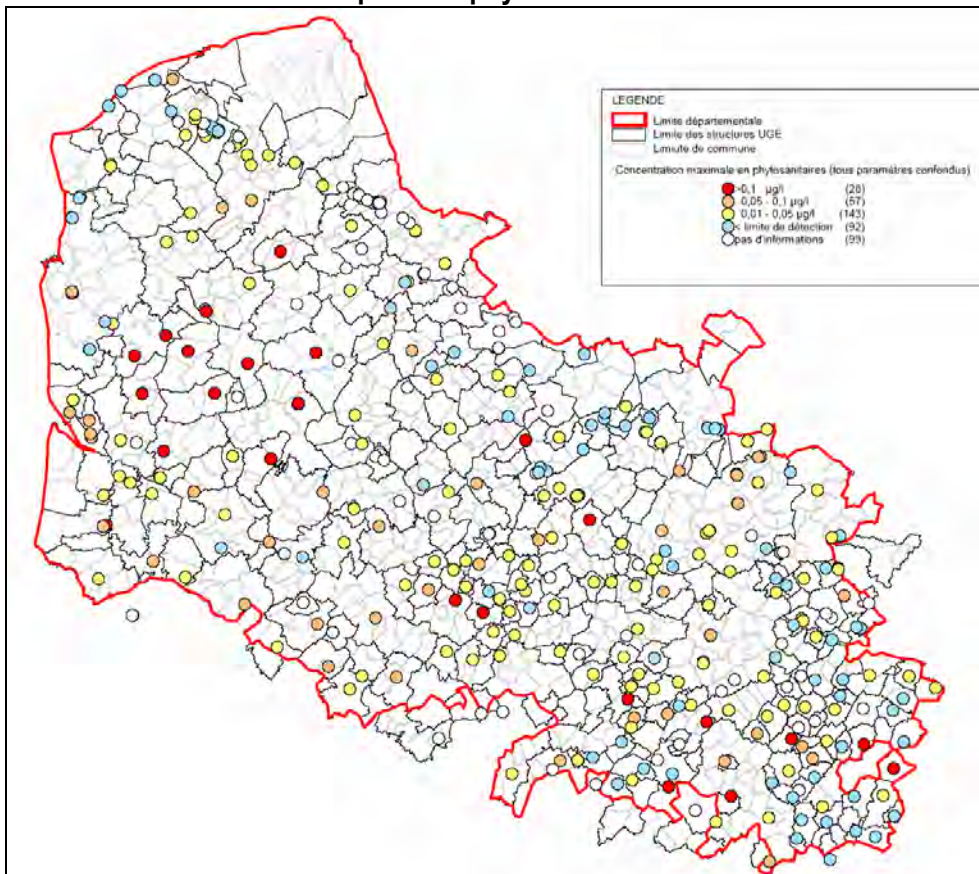 LEGENDE
Limite départementale
Limite des structures UGE
Limiute de commune
Concentration maximale en phytosanitaires (tous paramètres confondus)
>0,1 µg/l (28)
0,05 - 0,1 µg/l (57)
0,01 - 0,05 µg/l (143)
< limite de détection (92)
pas d'informations (99)